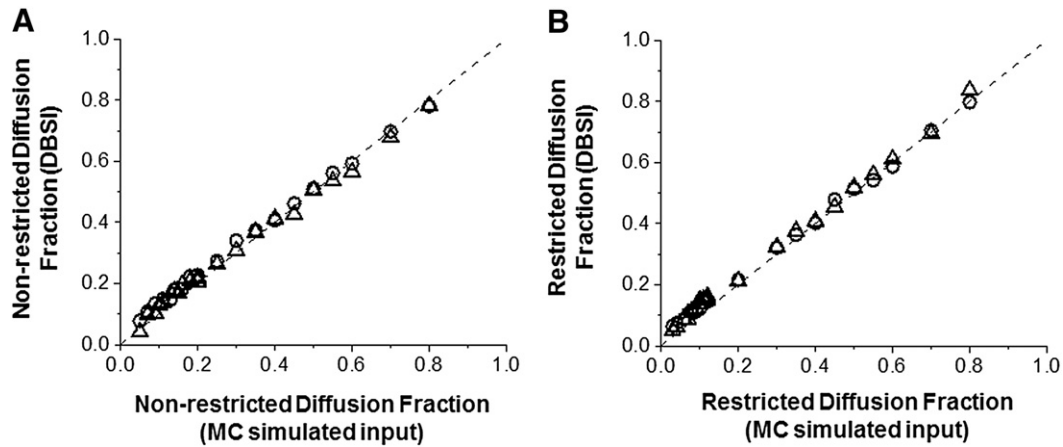 A
Non-restricted Diffusion
Fraction (DBSI)
1.0
0.8
0.6
0.4
0.2
0.0
0.0 0.2 0.4 0.6 0.8 1.0
Non-restricted Diffusion Fraction
(MC simulated input)
B
Restricted Diffusion
Fraction (DBSI)
1.0
0.8
0.6
0.4
0.2
0.0
0.0 0.2 0.4 0.6 0.8 1.0
Restricted Diffusion Fraction
(MC simulated input)